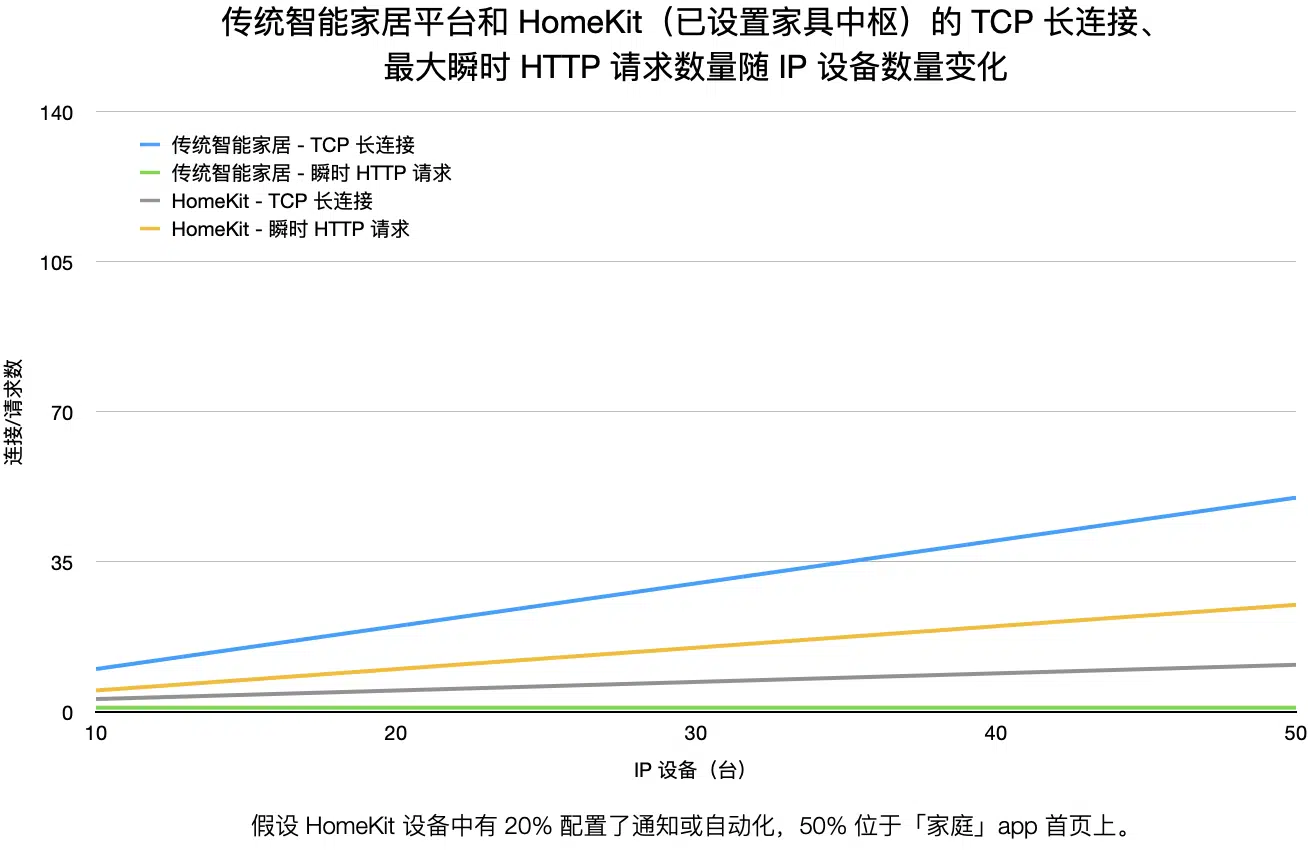 传统智能家居平台和 HomeKit（已设置家具中枢）的 TCP 长连接、
最大瞬时 HTTP 请求数量随 IP 设备数量变化
140
传统智能家居 - TCP 长连接
传统智能家居 - 瞬时 HTTP 请求
HomeKit - TCP 长连接
HomeKit - 瞬时 HTTP 请求
105
连接/请求数
70
35
0
10 20 30 40 50
IP 设备（台）
假设 HomeKit 设备中有 20% 配置了通知或自动化，50% 位于「家庭」app 首页上。